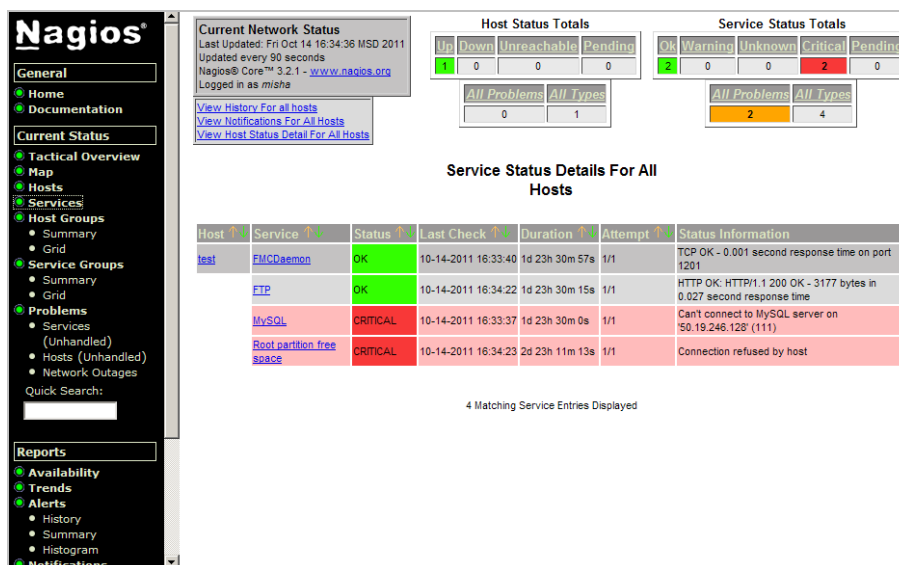 Nagios®
General
Home
Documentation
Current Status
Tactical Overview
Map
Hosts
Services
Host Groups
Summary
Grid
Service Groups
Summary
Grid
Problems
Services
(Unhandled)
Hosts (Unhandled)
Network Outages
Quick Search:
Reports
Availability
Trends
Alerts
History
Summary
Histogram
Notifications
Current Network Status
Last Updated: Fri Oct 14 16:34:36 MSD 2011
Updated every 90 seconds
Nagios® Core™ 3.2.1 - www.nagios.org
Logged in as misha
View History For all hosts
View Notifications For All Hosts
View Host Status Detail For All Hosts
Host Status Totals
Up Down Unreachable Pending
1 0 0 0
All Problems All Types
0 1
Service Status Totals
Ok Warning Unknown Critical Pending
2 0 0 2 0
All Problems All Types
2 4
Service Status Details For All
Hosts
Host Service Status Last Check Duration Attempt Status Information
test FMCDaemon OK 10-14-2011 16:33:40 1d 23h 30m 57s 1/1 TCP OK - 0.001 second response time on port
1201
FTP OK 10-14-2011 16:34:22 1d 23h 30m 15s 1/1 HTTP OK: HTTP/1.1 200 OK - 3177 bytes in
0.027 second response time
MySQL CRITICAL 10-14-2011 16:33:37 1d 23h 30m 0s 1/1 Can't connect to MySQL server on
'50.19.246.128' (111)
Root partition free
space CRITICAL 10-14-2011 16:34:23 2d 23h 11m 13s 1/1 Connection refused by host
4 Matching Service Entries Displayed